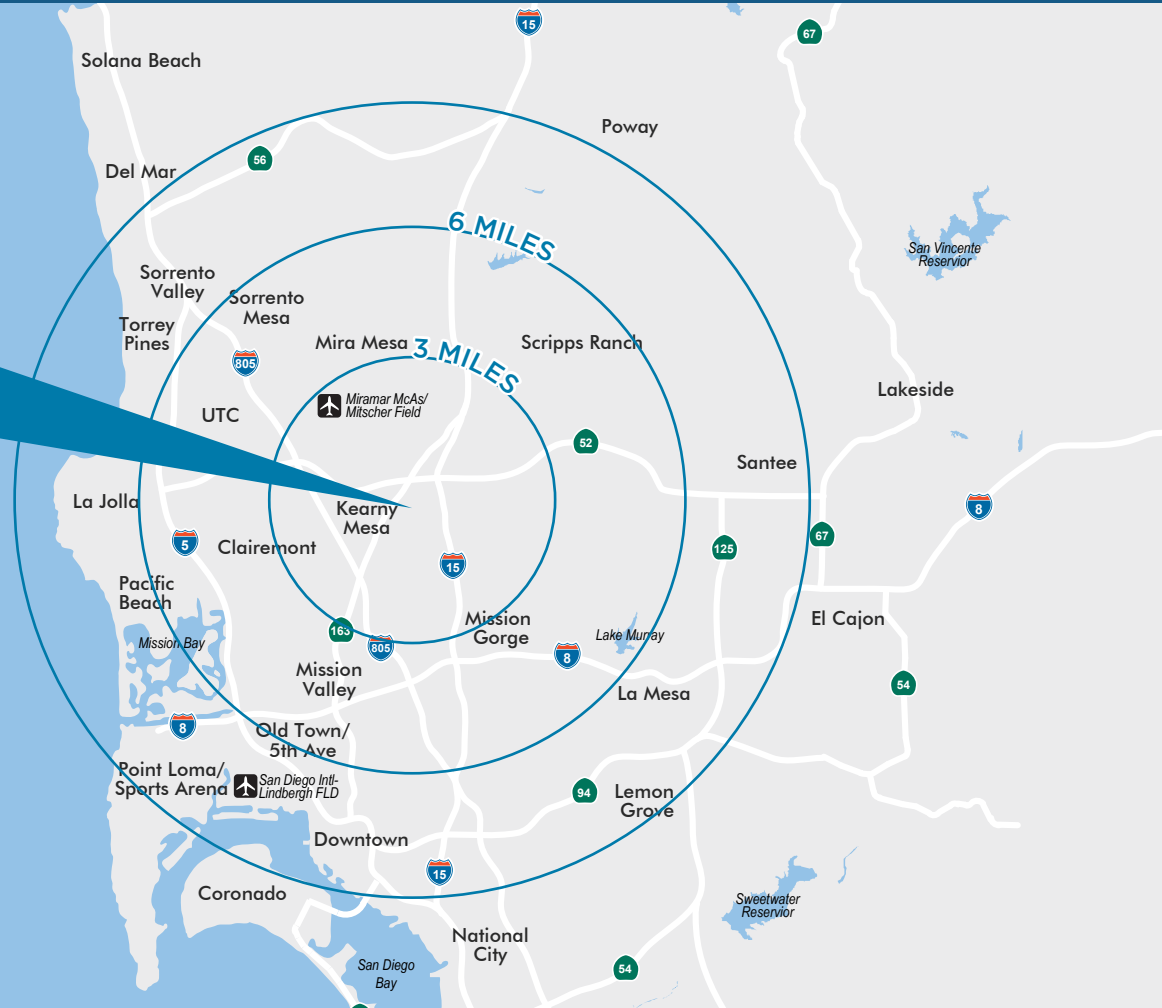 15
67
Solana Beach
Poway
56
Del Mar
6 MILES
San Vincente
Reservior
Sorrento
Valley
Sorrento
Mesa
Torrey
Pines
Mira Mesa
3 MILES
Scripps Ranch
805
Lakeside
UTC
Miramar McAs/
Mitscher Field
52
Santee
La Jolla
Kearny
Mesa
8
5
Clairemont
125
67
15
Pacific
Beach
Mission
Gorge
El Cajon
163
Lake Murray
Mission Bay
805
8
Mission
Valley
La Mesa
54
8
Old Town/
5th Ave
Point Loma/
Sports Arena
San Diego Intl-
Lindbergh FLD
94
Lemon
Grove
Downtown
15
Coronado
Sweetwater
Reservior
National
City
San Diego
Bay
54